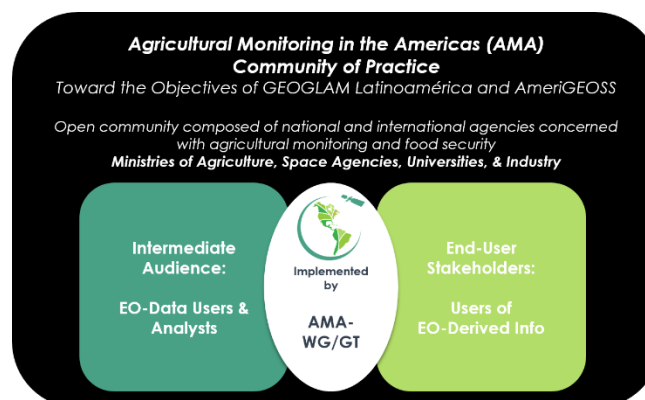 Agricultural Monitoring in the Americas (AMA)
Community of Practice
Toward the Objectives of GEOGLAM Latinoamérica and AmeriGEOSS
Open community composed of national and international agencies concerned
with agricultural monitoring and food security
Ministries of Agriculture, Space Agencies, Universities, & Industry
Intermediate
Audience:
EO-Data Users &
Analysts
Implemented
by
AMA-
WG/GT
End-User
Stakeholders:
Users of
EO-Derived Info